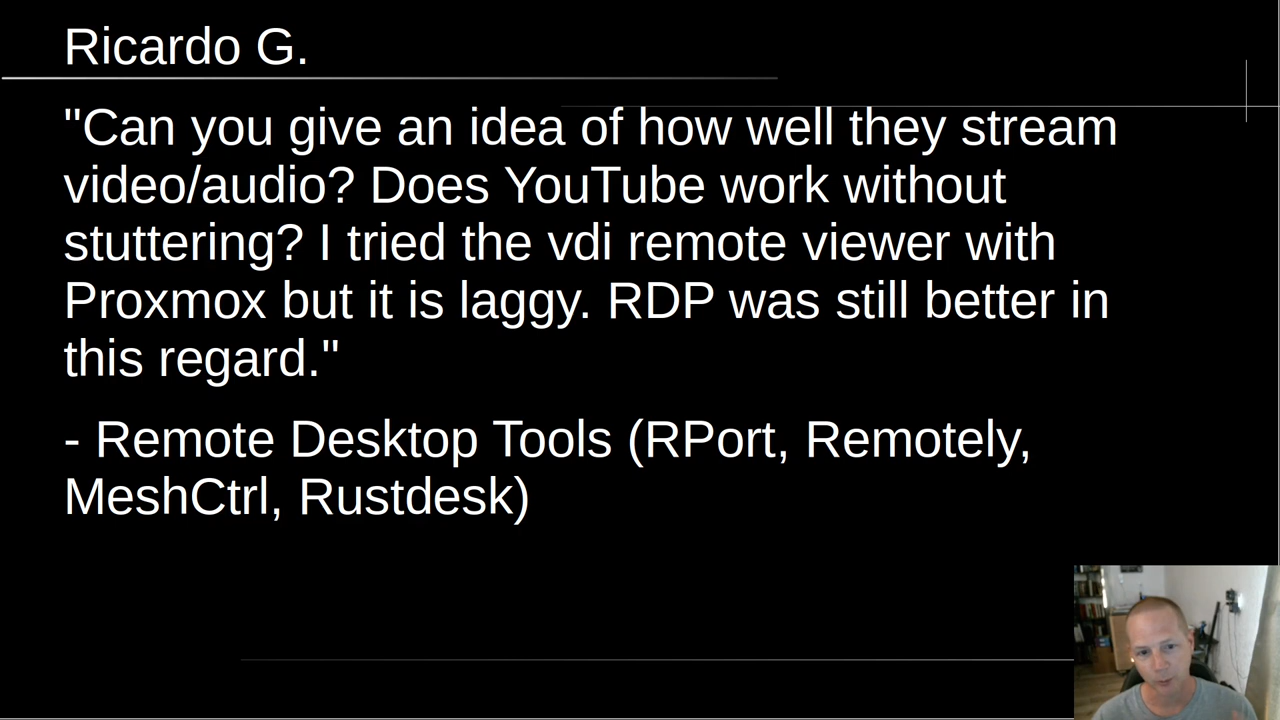 Ricardo G.
"Can you give an idea of how well they stream
video/audio? Does YouTube work without
stuttering? I tried the vdi remote viewer with
Proxmox but it is laggy. RDP was still better in
this regard."
- Remote Desktop Tools (RPort, Remotely,
MeshCtrl, Rustdesk)